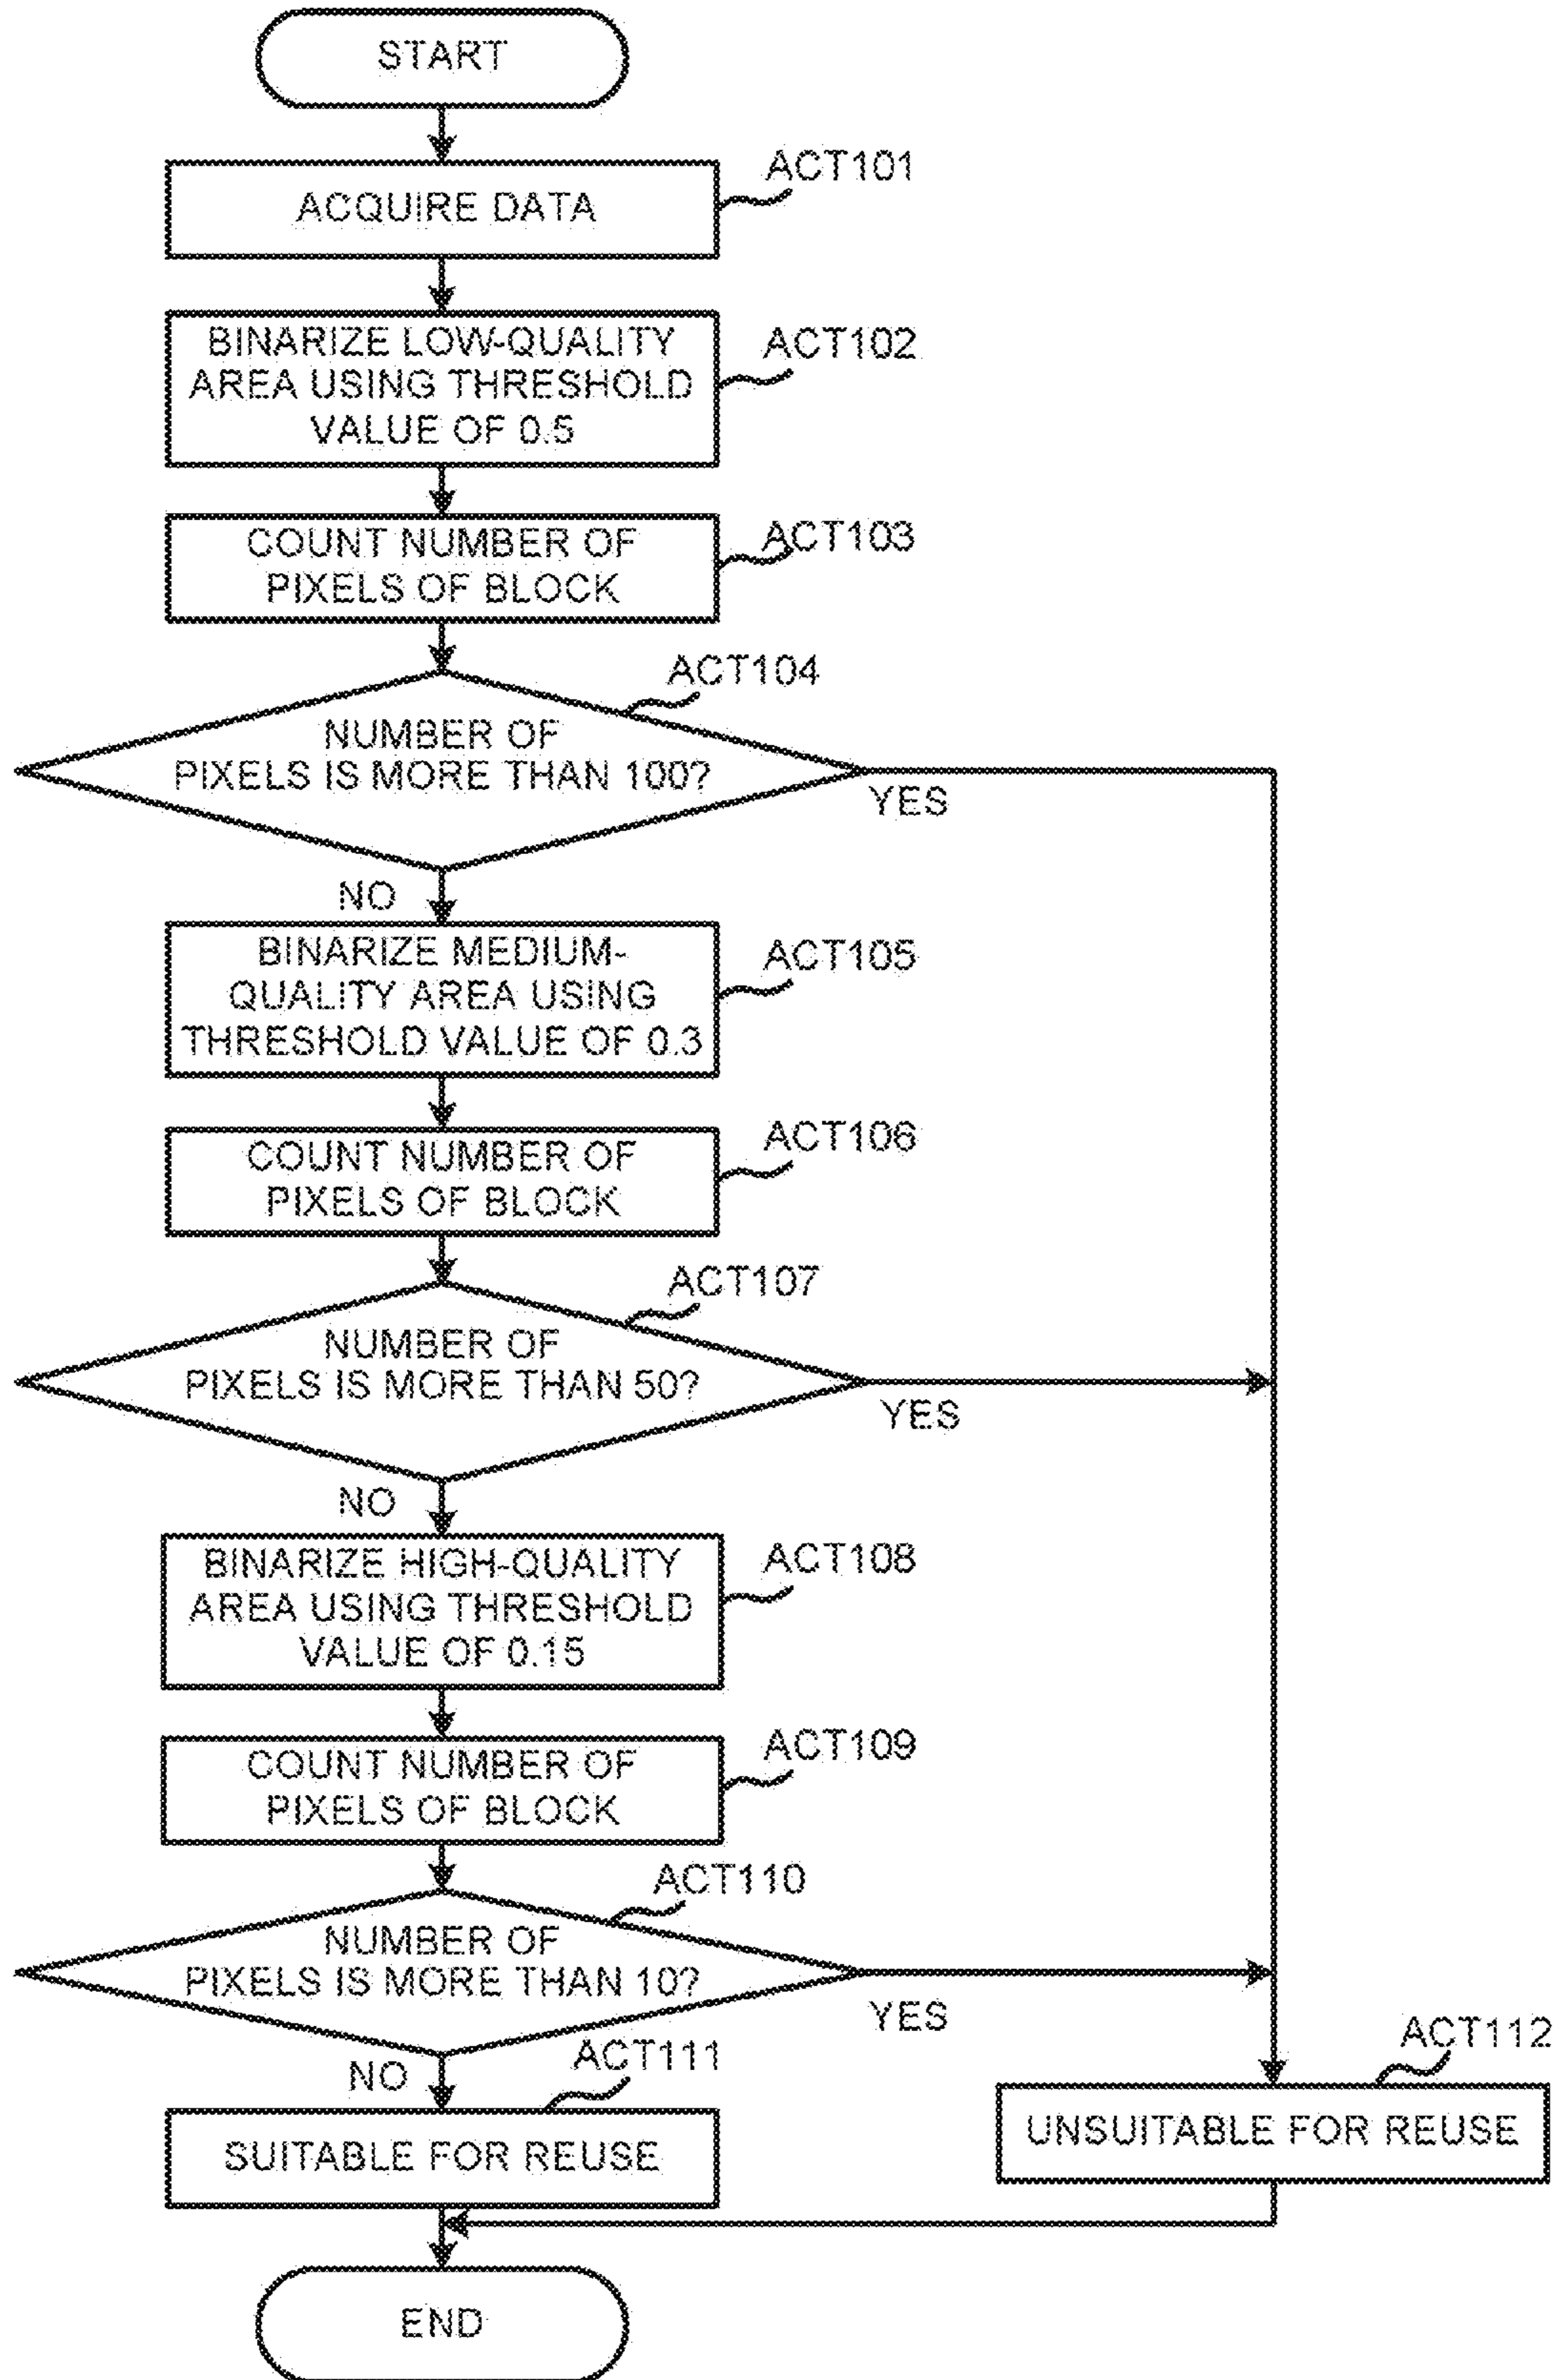 START
ACT101
ACQUIRE DATA
ACT102
BINARIZE LOW-QUALITY
AREA USING THRESHOLD
VALUE OF 0.5
ACT103
COUNT NUMBER OF
PIXELS OF BLOCK
ACT104
NUMBER OF
PIXELS IS MORE THAN 100?
YES
NO
ACT105
BINARIZE MEDIUM-
QUALITY AREA USING
THRESHOLD VALUE OF 0.3
ACT106
COUNT NUMBER OF
PIXELS OF BLOCK
ACT107
NUMBER OF
PIXELS IS MORE THAN 50?
YES
NO
ACT108
BINARIZE HIGH-QUALITY
AREA USING THRESHOLD
VALUE OF 0.15
ACT109
COUNT NUMBER OF
PIXELS OF BLOCK
ACT110
NUMBER OF
PIXELS IS MORE THAN 10?
YES
NO
ACT111
SUITABLE FOR REUSE
ACT112
UNSUITABLE FOR REUSE
END